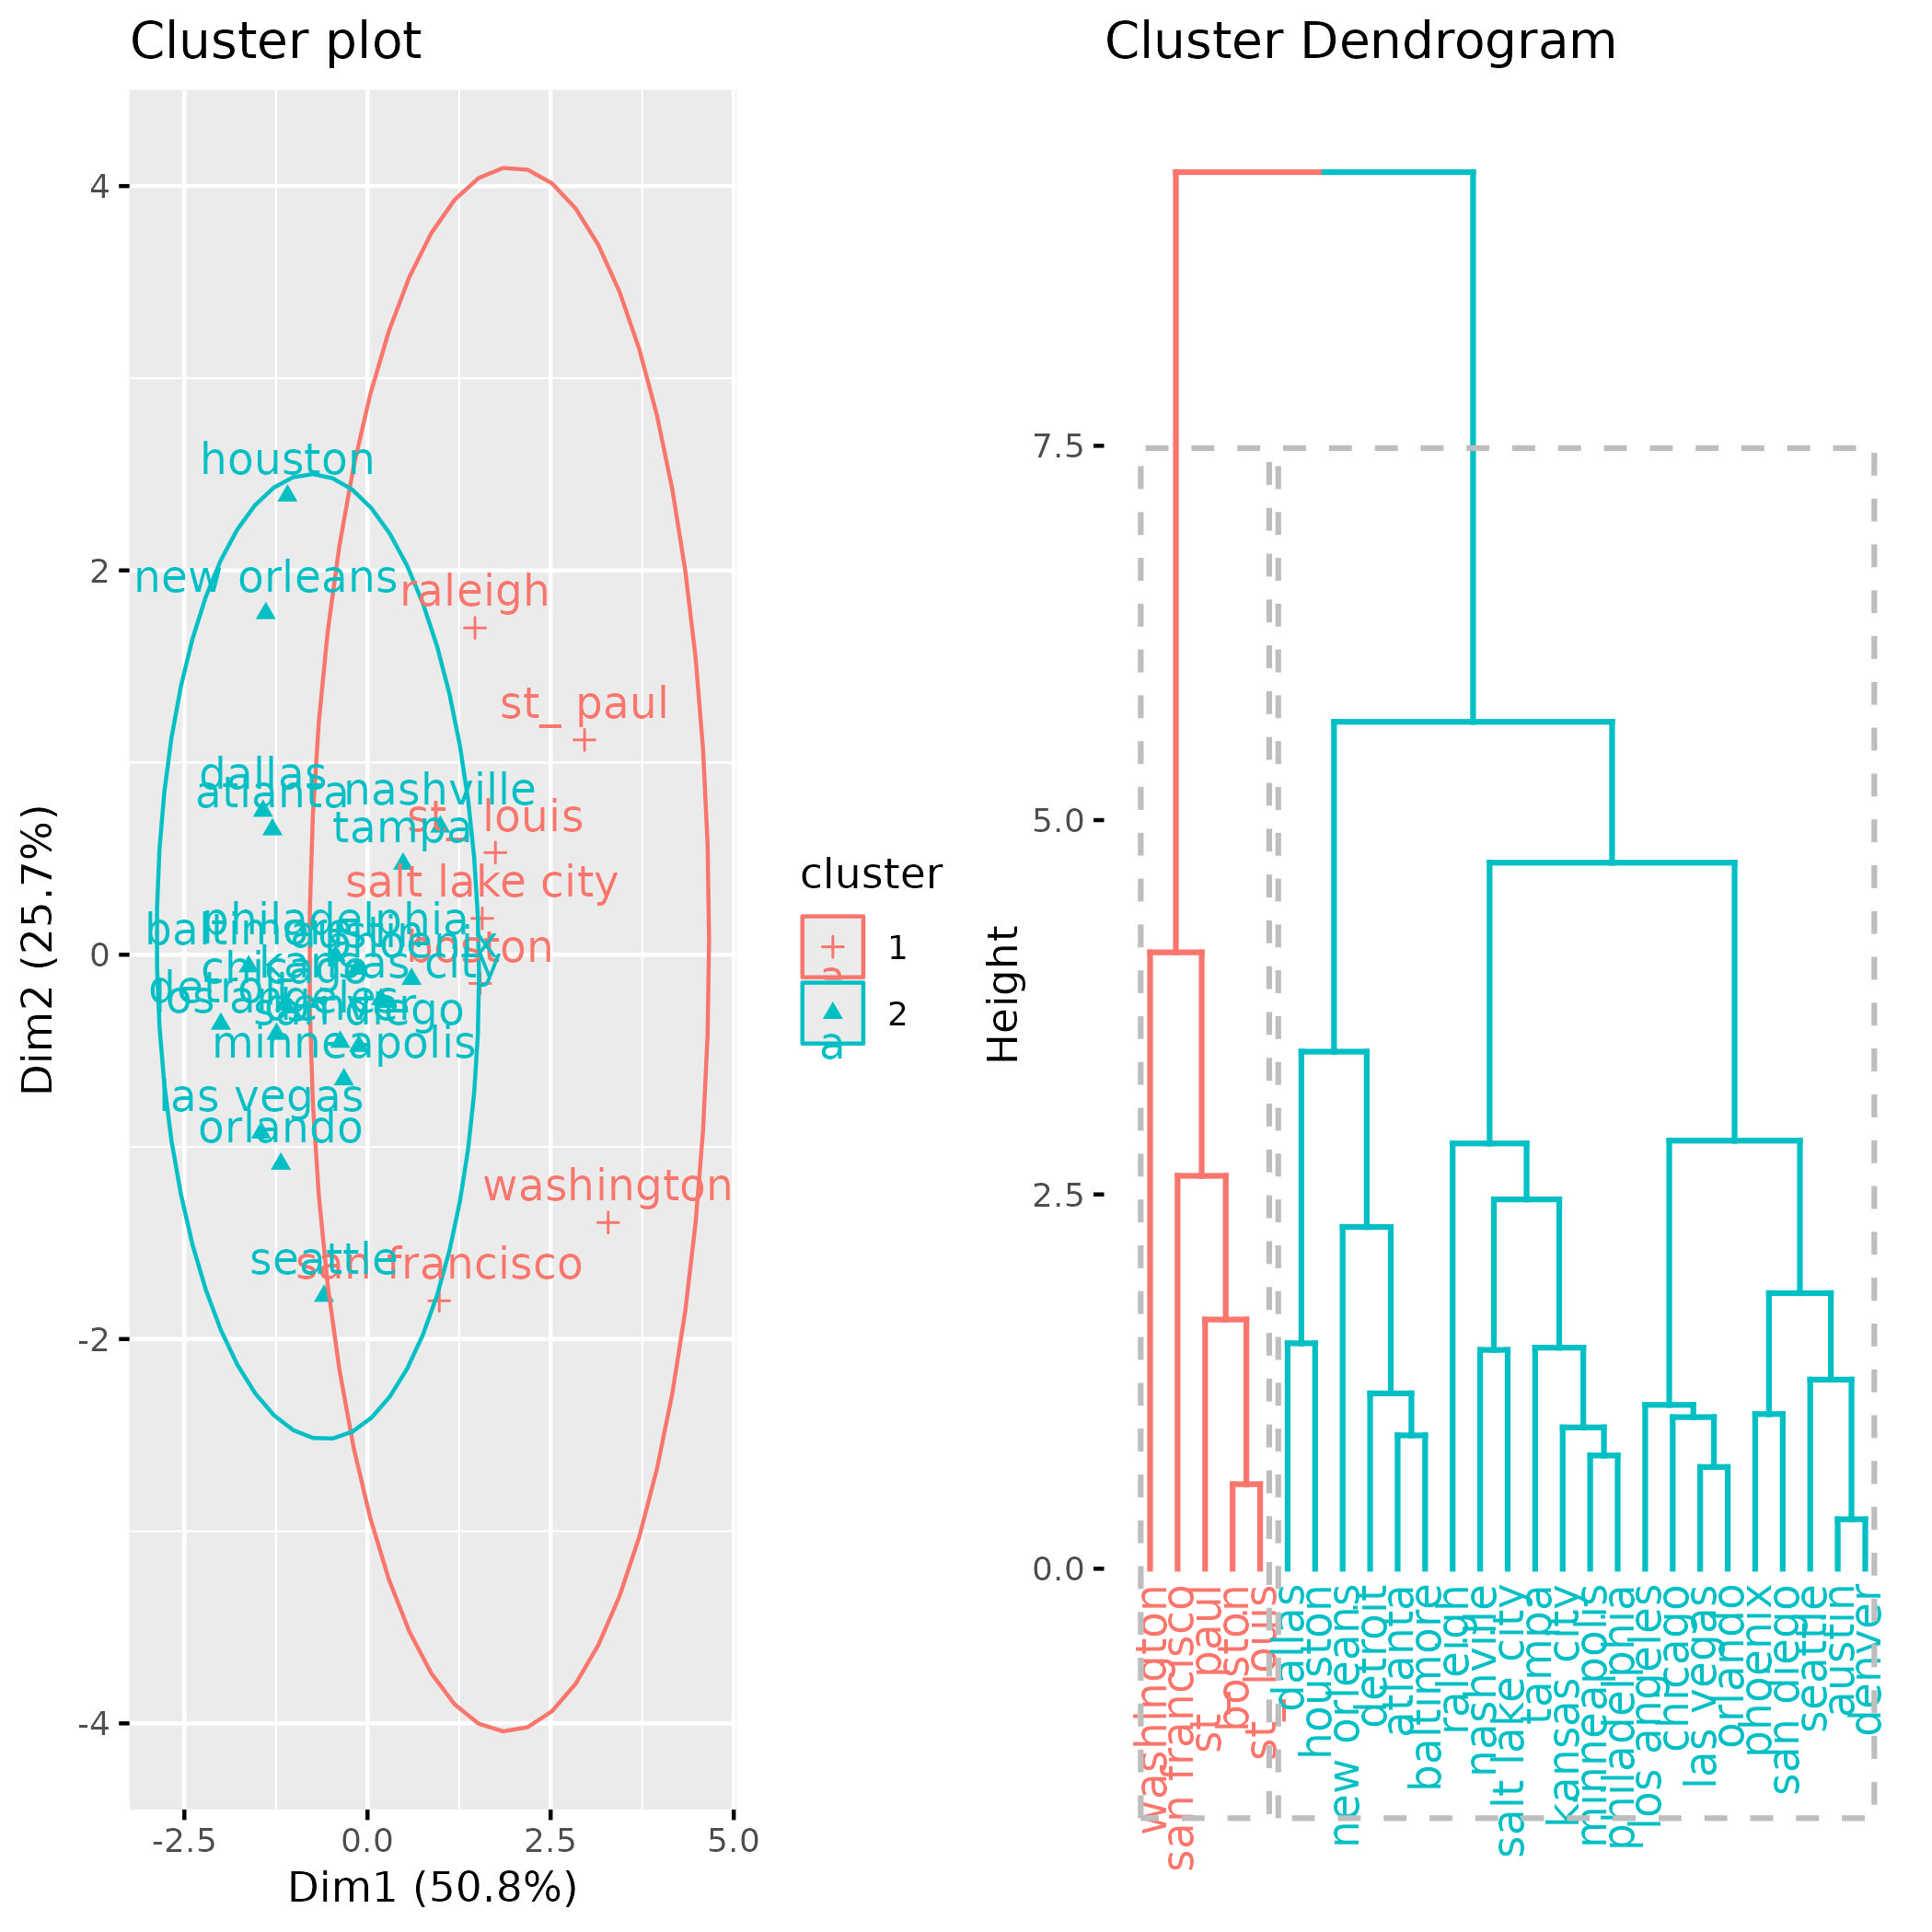 Cluster plot
4
2
0
-2
-4
Dim2 (25.7%)
houston
new orleans
raleigh
st_ paul
dallas
atlanta
nashville
st_ louis
tampa
salt lake city
philadelphia
baltimore
austin
phoenix
boston
chicago
kansas city
detroit
los angeles
denver
san diego
minneapolis
las vegas
orlando
washington
seattle
san francisco
-2.5
0.0
2.5
5.0
Dim1 (50.8%)
cluster
1
a
2
Cluster Dendrogram
7.5
5.0
2.5
0.0
Height
washington
san francisco
st_ paul
boston
st_ louis
dallas
houston
new orleans
detroit
atlanta
baltimore
raleigh
nashville
salt lake city
tampa
kansas city
minneapolis
philadelphia
los angeles
chicago
las vegas
orlando
phoenix
san diego
seattle
austin
denver